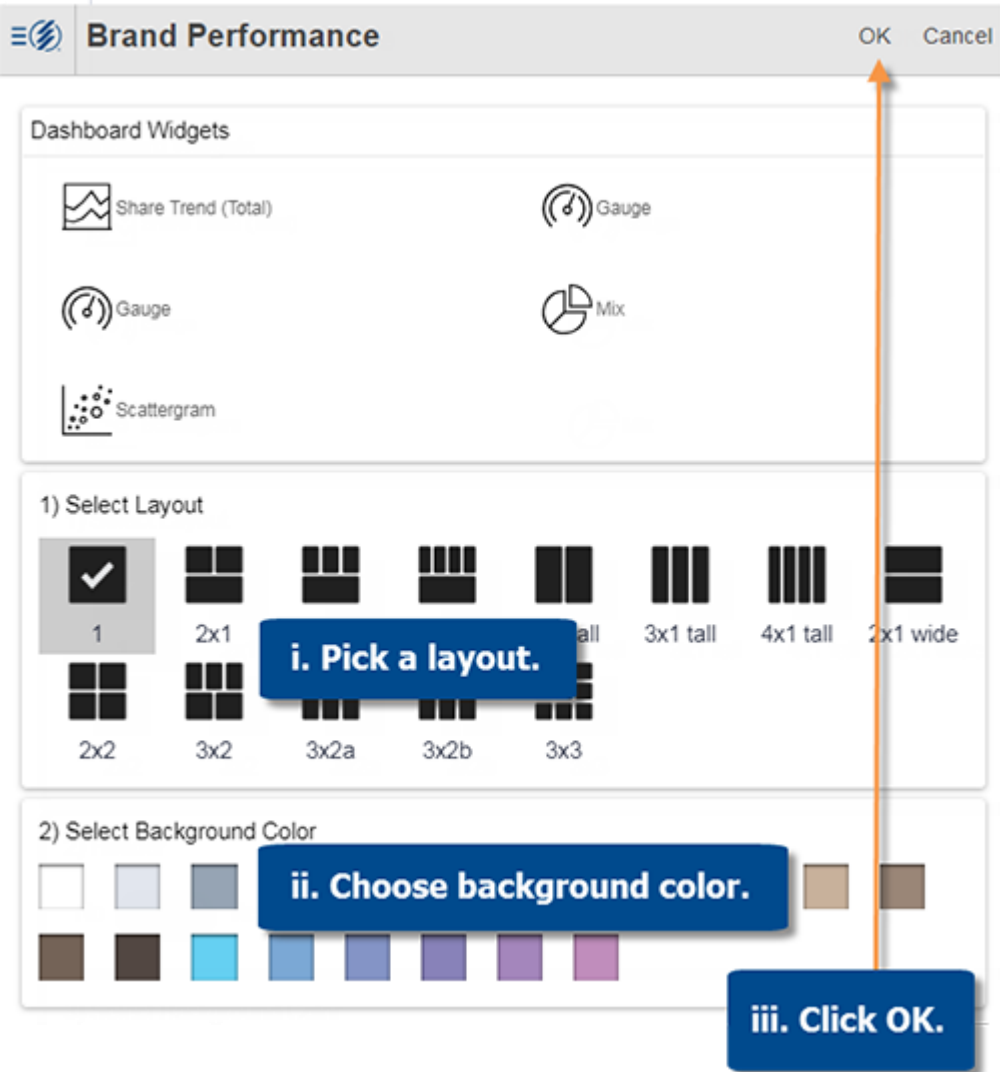 Brand Performance OK Cancel
Dashboard Widgets
Share Trend (Total) Gauge
Gauge Mix
Scattergram
1) Select Layout
1 2x1 all 3x1 tall 4x1 tall 2x1 wide
i. Pick a layout.
2x2 3x2 3x2a 3x2b 3x3
2) Select Background Color
ii. Choose background color.
iii. Click OK.